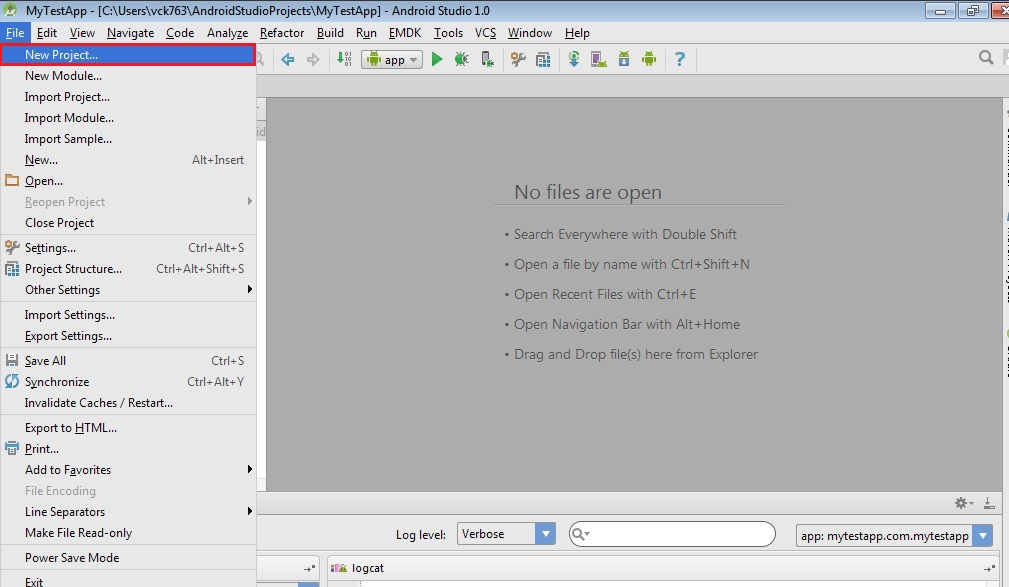 MyTestApp - [C:\Users\vck763\AndroidStudioProjects\MyTestApp] - Android Studio 1.0
File Edit View Navigate Code Analyze Refactor Build Run EMDK Tools VCS Window Help
New Project...
app
New Module...
Import Project...
Import Module...
Import Sample...
New... Alt+Insert
Open...
Reopen Project
Close Project
Settings... Ctrl+Alt+S
Project Structure... Ctrl+Alt+Shift+S
Other Settings
Import Settings...
Export Settings...
Save All Ctrl+S
Synchronize Ctrl+Alt+Y
Invalidate Caches / Restart...
Export to HTML...
Print...
Add to Favorites
File Encoding
Line Separators
Make File Read-only
Power Save Mode
Exit
No files are open
• Search Everywhere with Double Shift
• Open a file by name with Ctrl+Shift+N
• Open Recent Files with Ctrl+E
• Open Navigation Bar with Alt+Home
• Drag and Drop file(s) here from Explorer
Log level: Verbose app: mytestapp.com.mytestapp
logcat